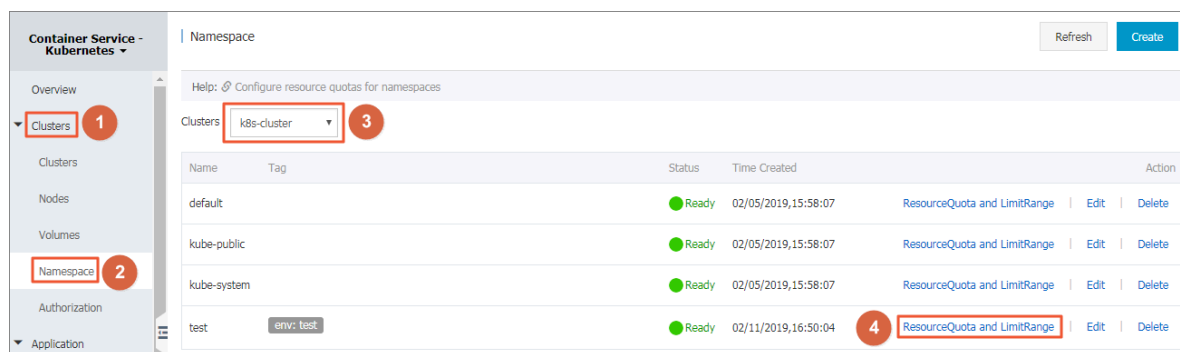 Container Service -
Kubernetes
Overview
Clusters
1
Clusters
Nodes
Volumes
Namespace
2
Authorization
Application
Namespace
Refresh
Create
Help: Configure resource quotas for namespaces
Clusters k8s-cluster 3
Name Tag Status Time Created Action
default Ready 02/05/2019,15:58:07 ResourceQuota and LimitRange | Edit | Delete
kube-public Ready 02/05/2019,15:58:07 ResourceQuota and LimitRange | Edit | Delete
kube-system Ready 02/05/2019,15:58:07 ResourceQuota and LimitRange | Edit | Delete
test env: test Ready 02/11/2019,16:50:04 4 ResourceQuota and LimitRange | Edit | Delete